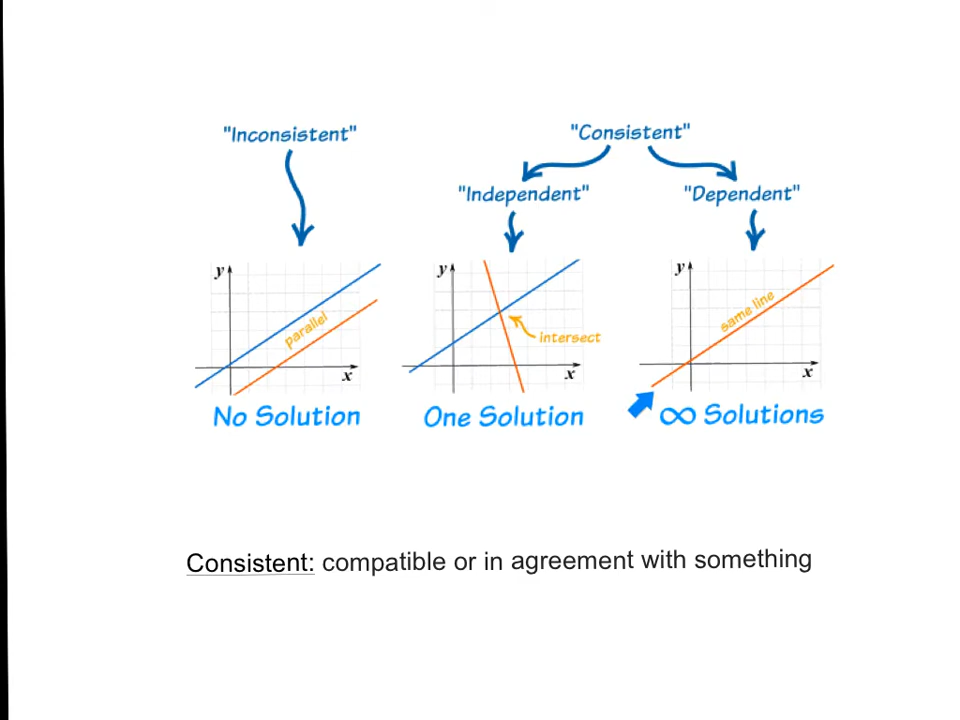 "Inconsistent"
"Consistent"
"Independent"
"Dependent"
y
parallel
x
No Solution
y
intersect
x
One Solution
y
same line
x
∞ Solutions
Consistent: compatible or in agreement with something